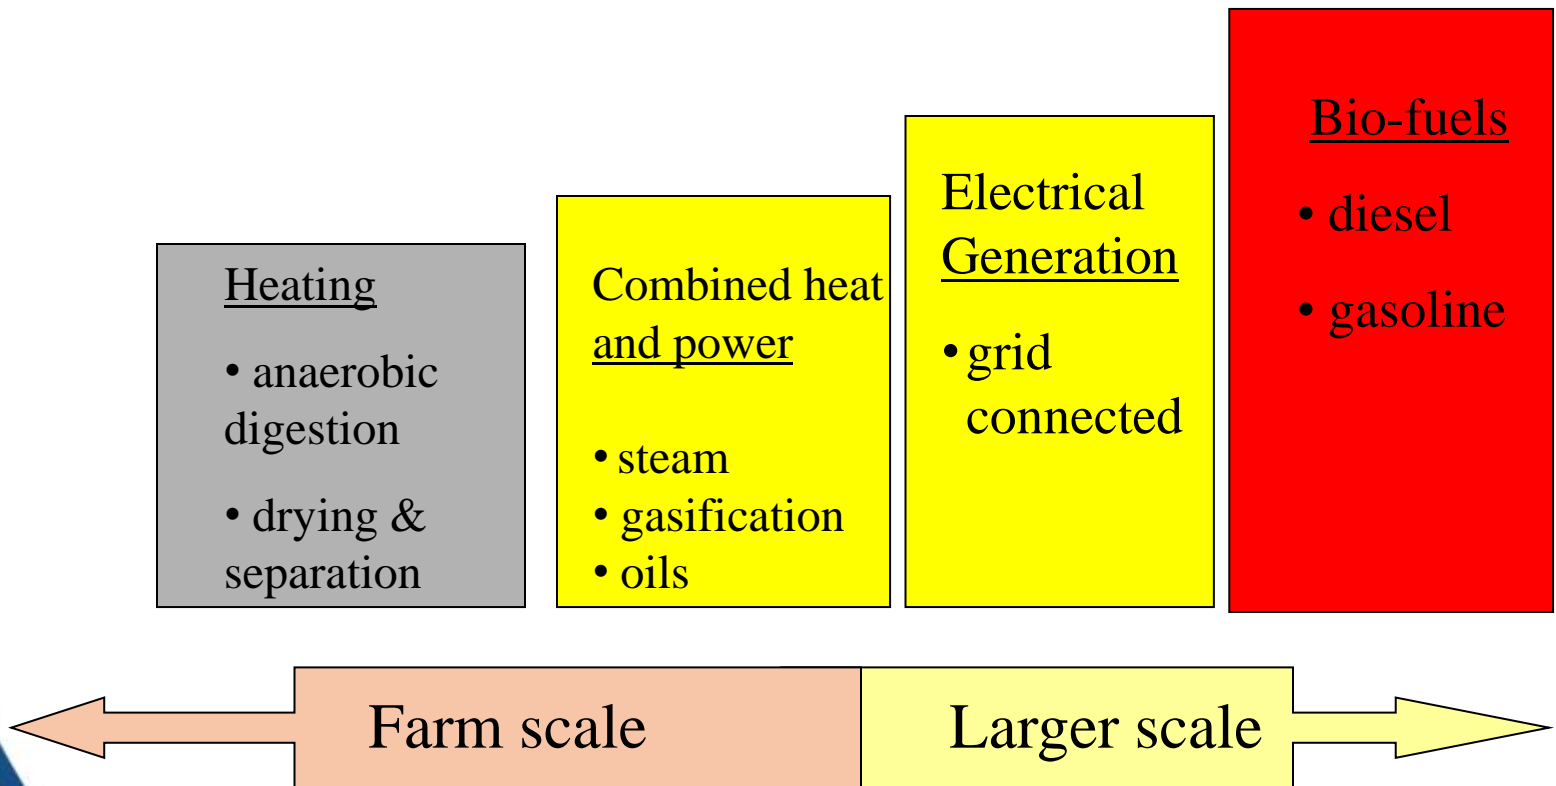 Heating
• anaerobic
digestion
• drying &
separation
Combined heat
and power
• steam
• gasification
• oils
Electrical
Generation
• grid
connected
Bio-fuels
• diesel
• gasoline
Farm scale
Larger scale